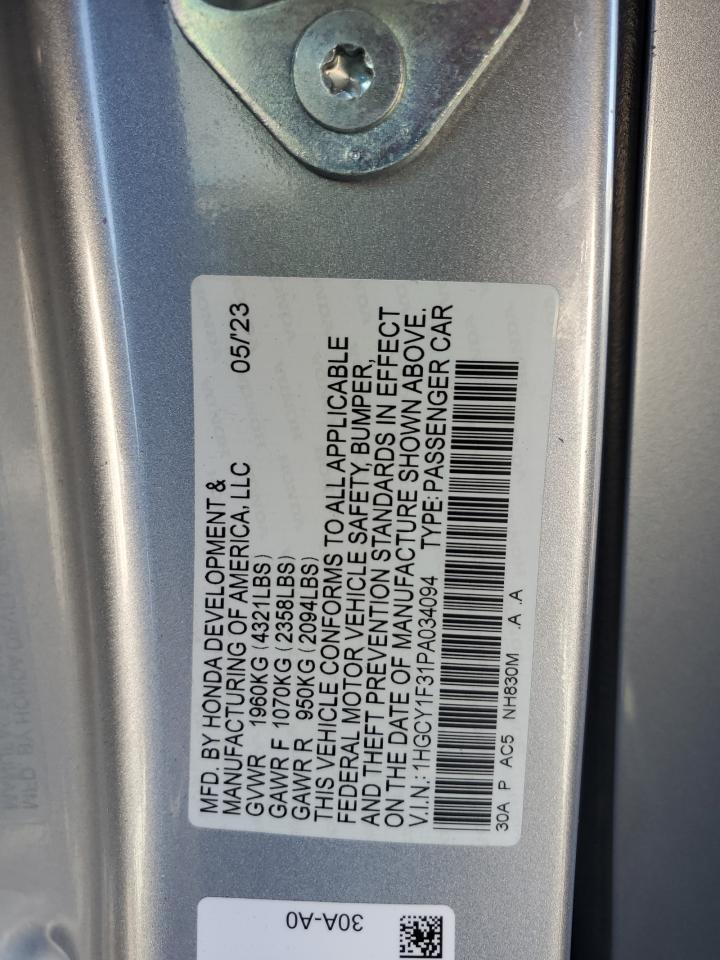 MFD. BY HONDA DEVELOPMENT &
MANUFACTURING OF AMERICA, LLC 05/'23
GVWR 1960KG (4321LBS)
GAWR F 1070KG (2358LBS)
GAWR R 950KG (2094LBS)
THIS VEHICLE CONFORMS TO ALL APPLICABLE
FEDERAL MOTOR VEHICLE SAFETY, BUMPER,
AND THEFT PREVENTION STANDARDS IN EFFECT
ON THE DATE OF MANUFACTURE SHOWN ABOVE.
V.I.N.: 1HGCY1F31PA034094 TYPE: PASSENGER CAR
30A P AC5 NH830M .A .A
30A-A0